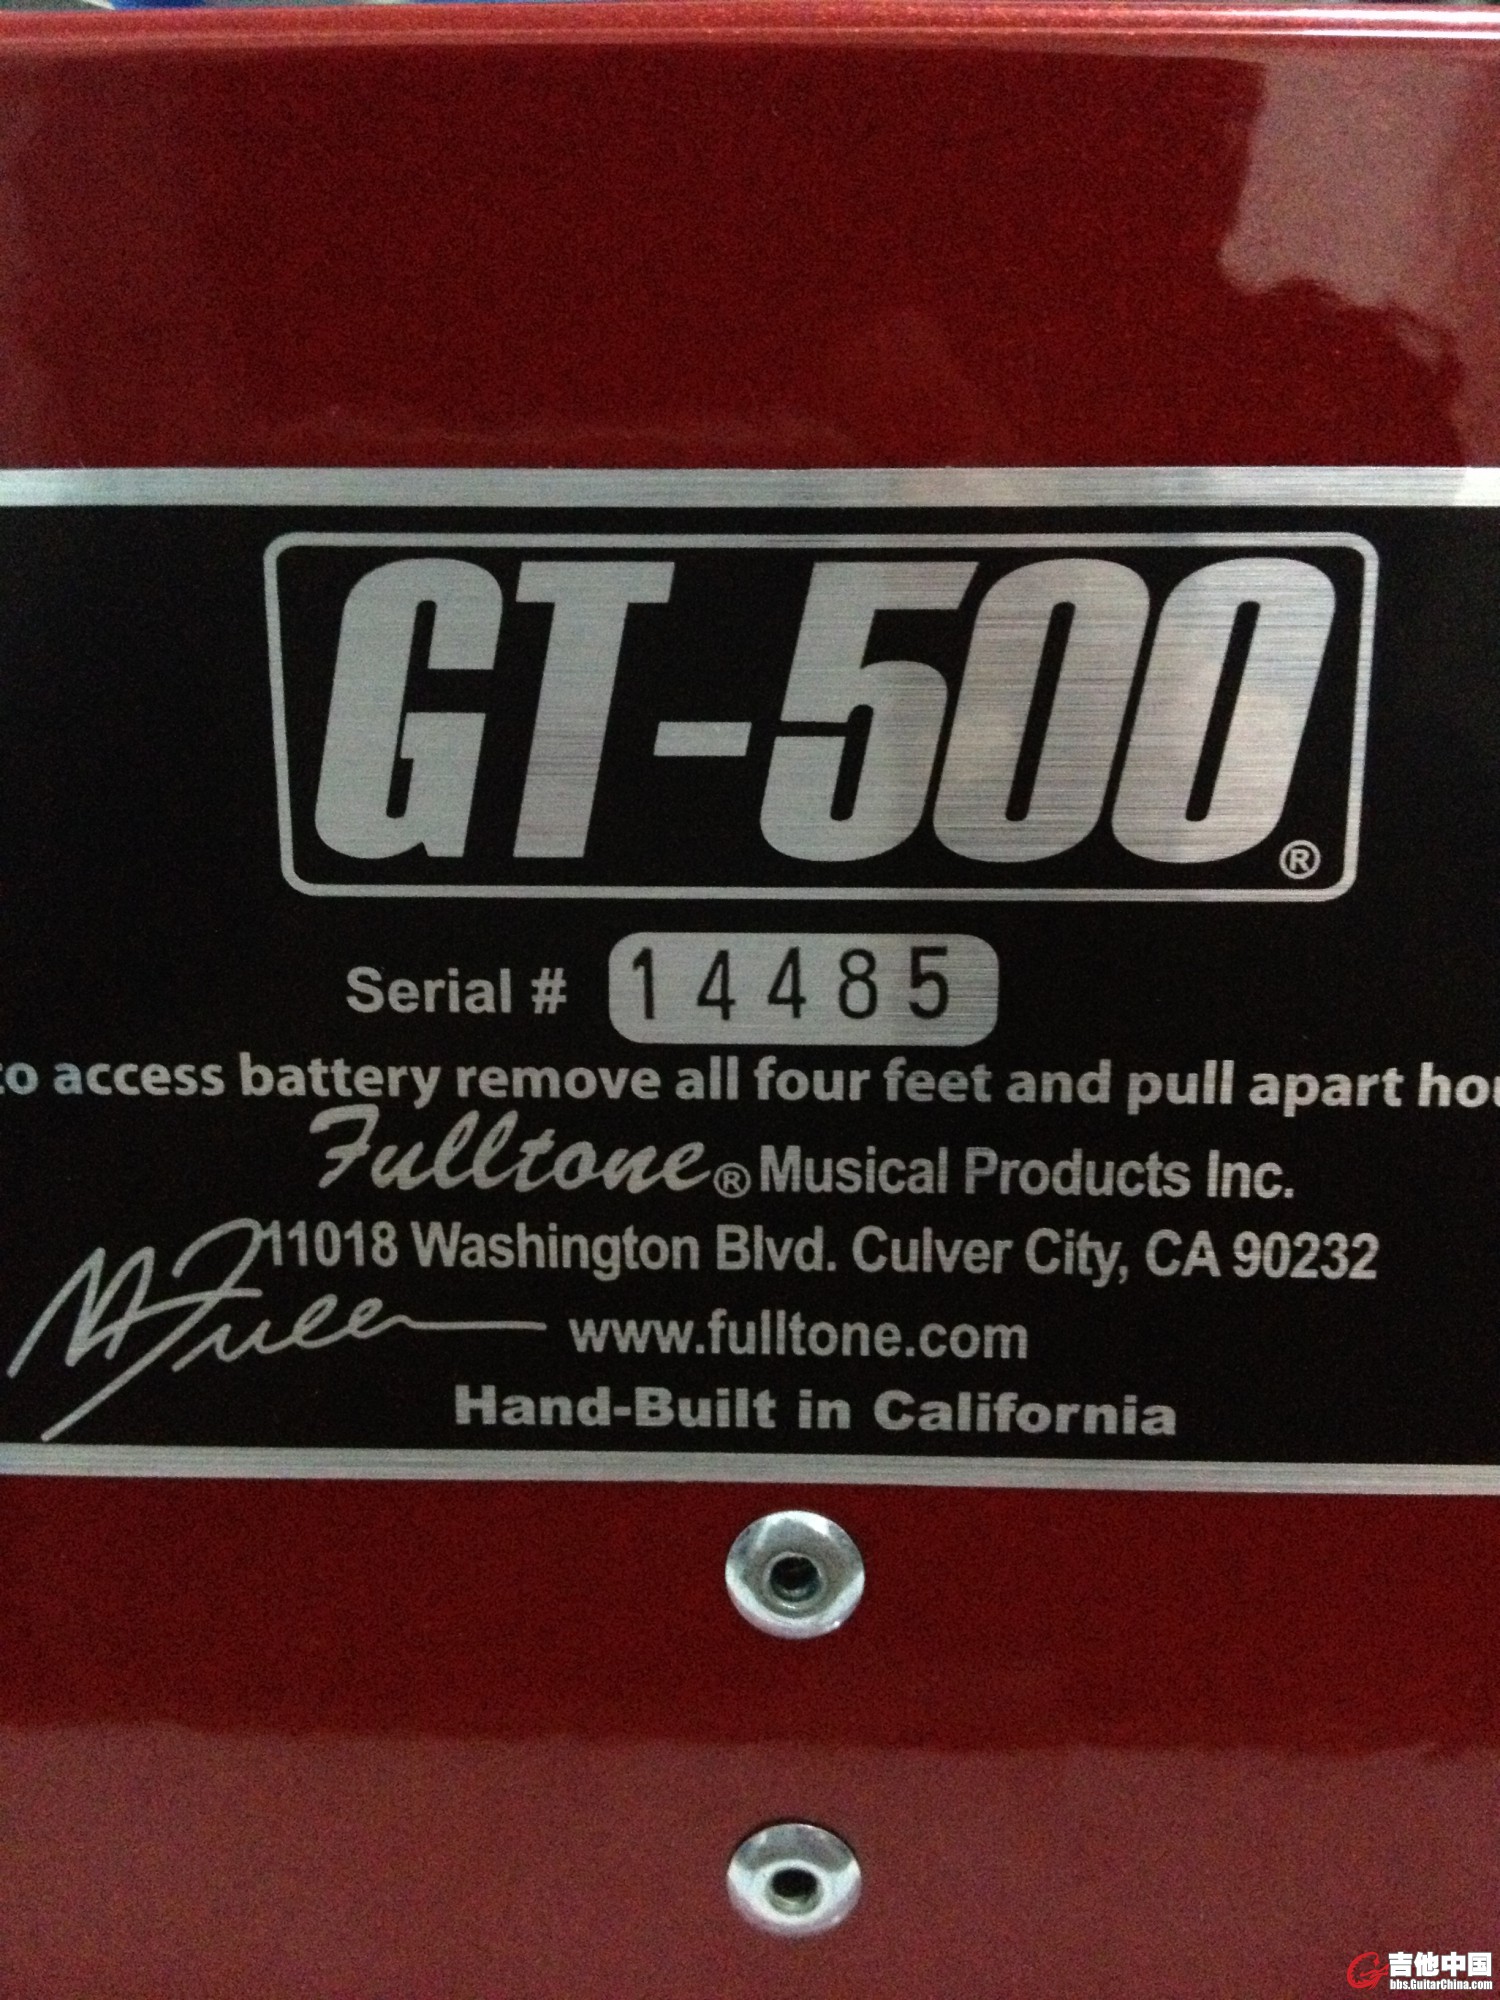 GT-500®
Serial # 14485
to access battery remove all four feet and pull apart
Fulltone® Musical Products Inc.
11018 Washington Blvd. Culver City, CA 90232
M Fuller
www.fulltone.com
Hand-Built in California
吉他中国
bbs.GuitarChina.com